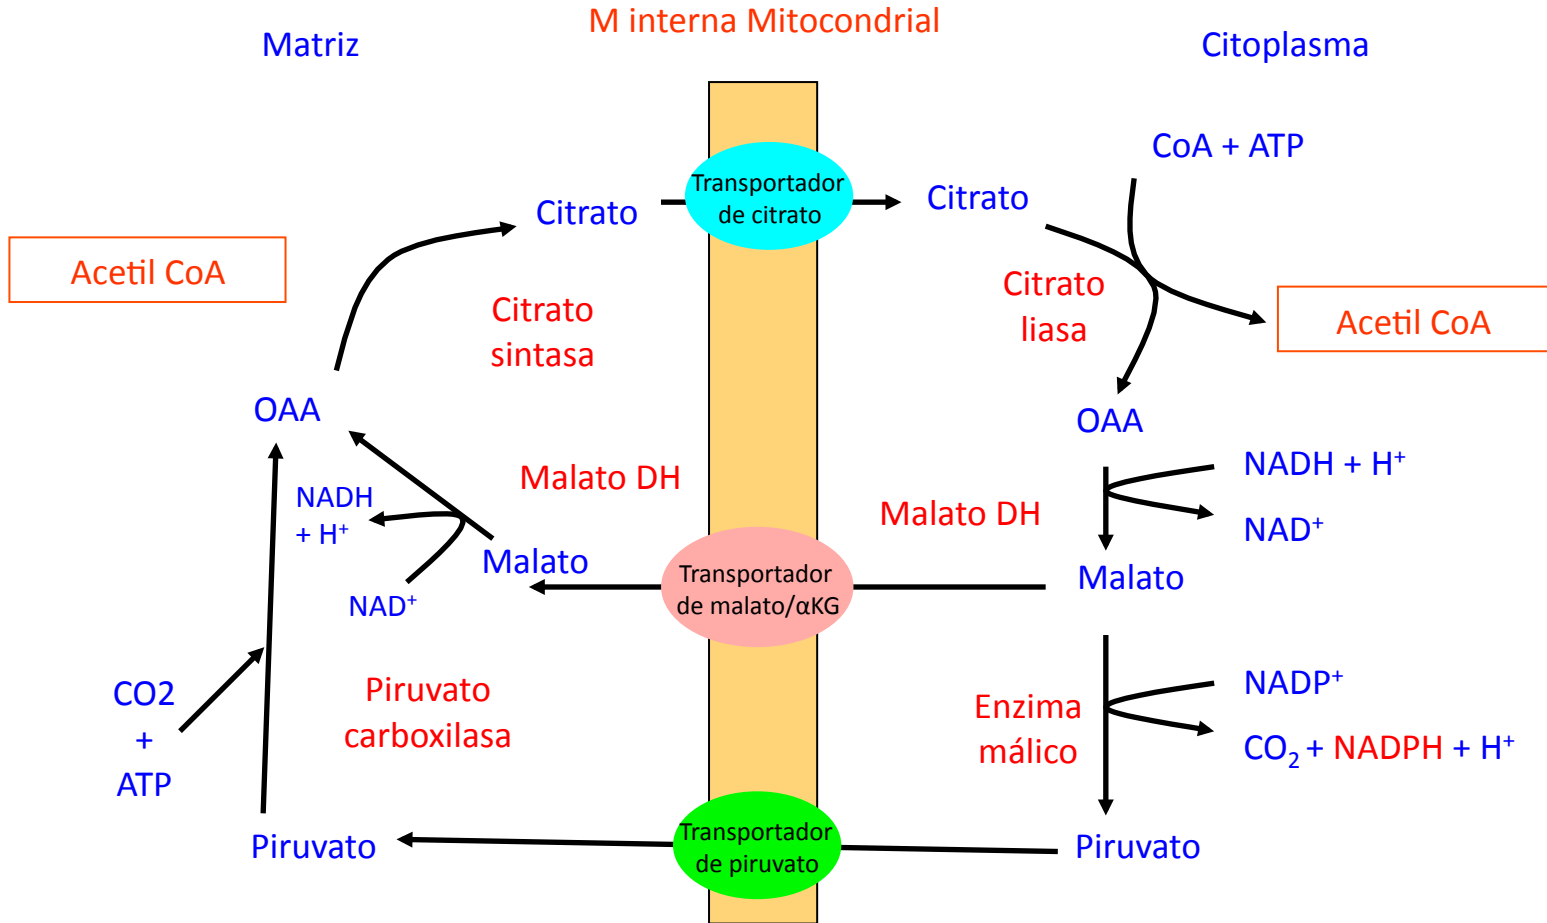 M interna Mitocondrial
Matriz
Citoplasma
CoA + ATP
Transportador
de citrato
Citrato
Citrato
Acetil CoA
Citrato
sintasa
Citrato
liasa
Acetil CoA
OAA
OAA
Malato DH
NADH + H⁺
NADH
+ H⁺
Malato DH
NAD⁺
Malato
Transportador
de malato/αKG
Malato
NAD⁺
CO2
+
ATP
Piruvato
carboxilasa
Enzima
málico
NADP⁺
CO₂ + NADPH + H⁺
Piruvato
Transportador
de piruvato
Piruvato